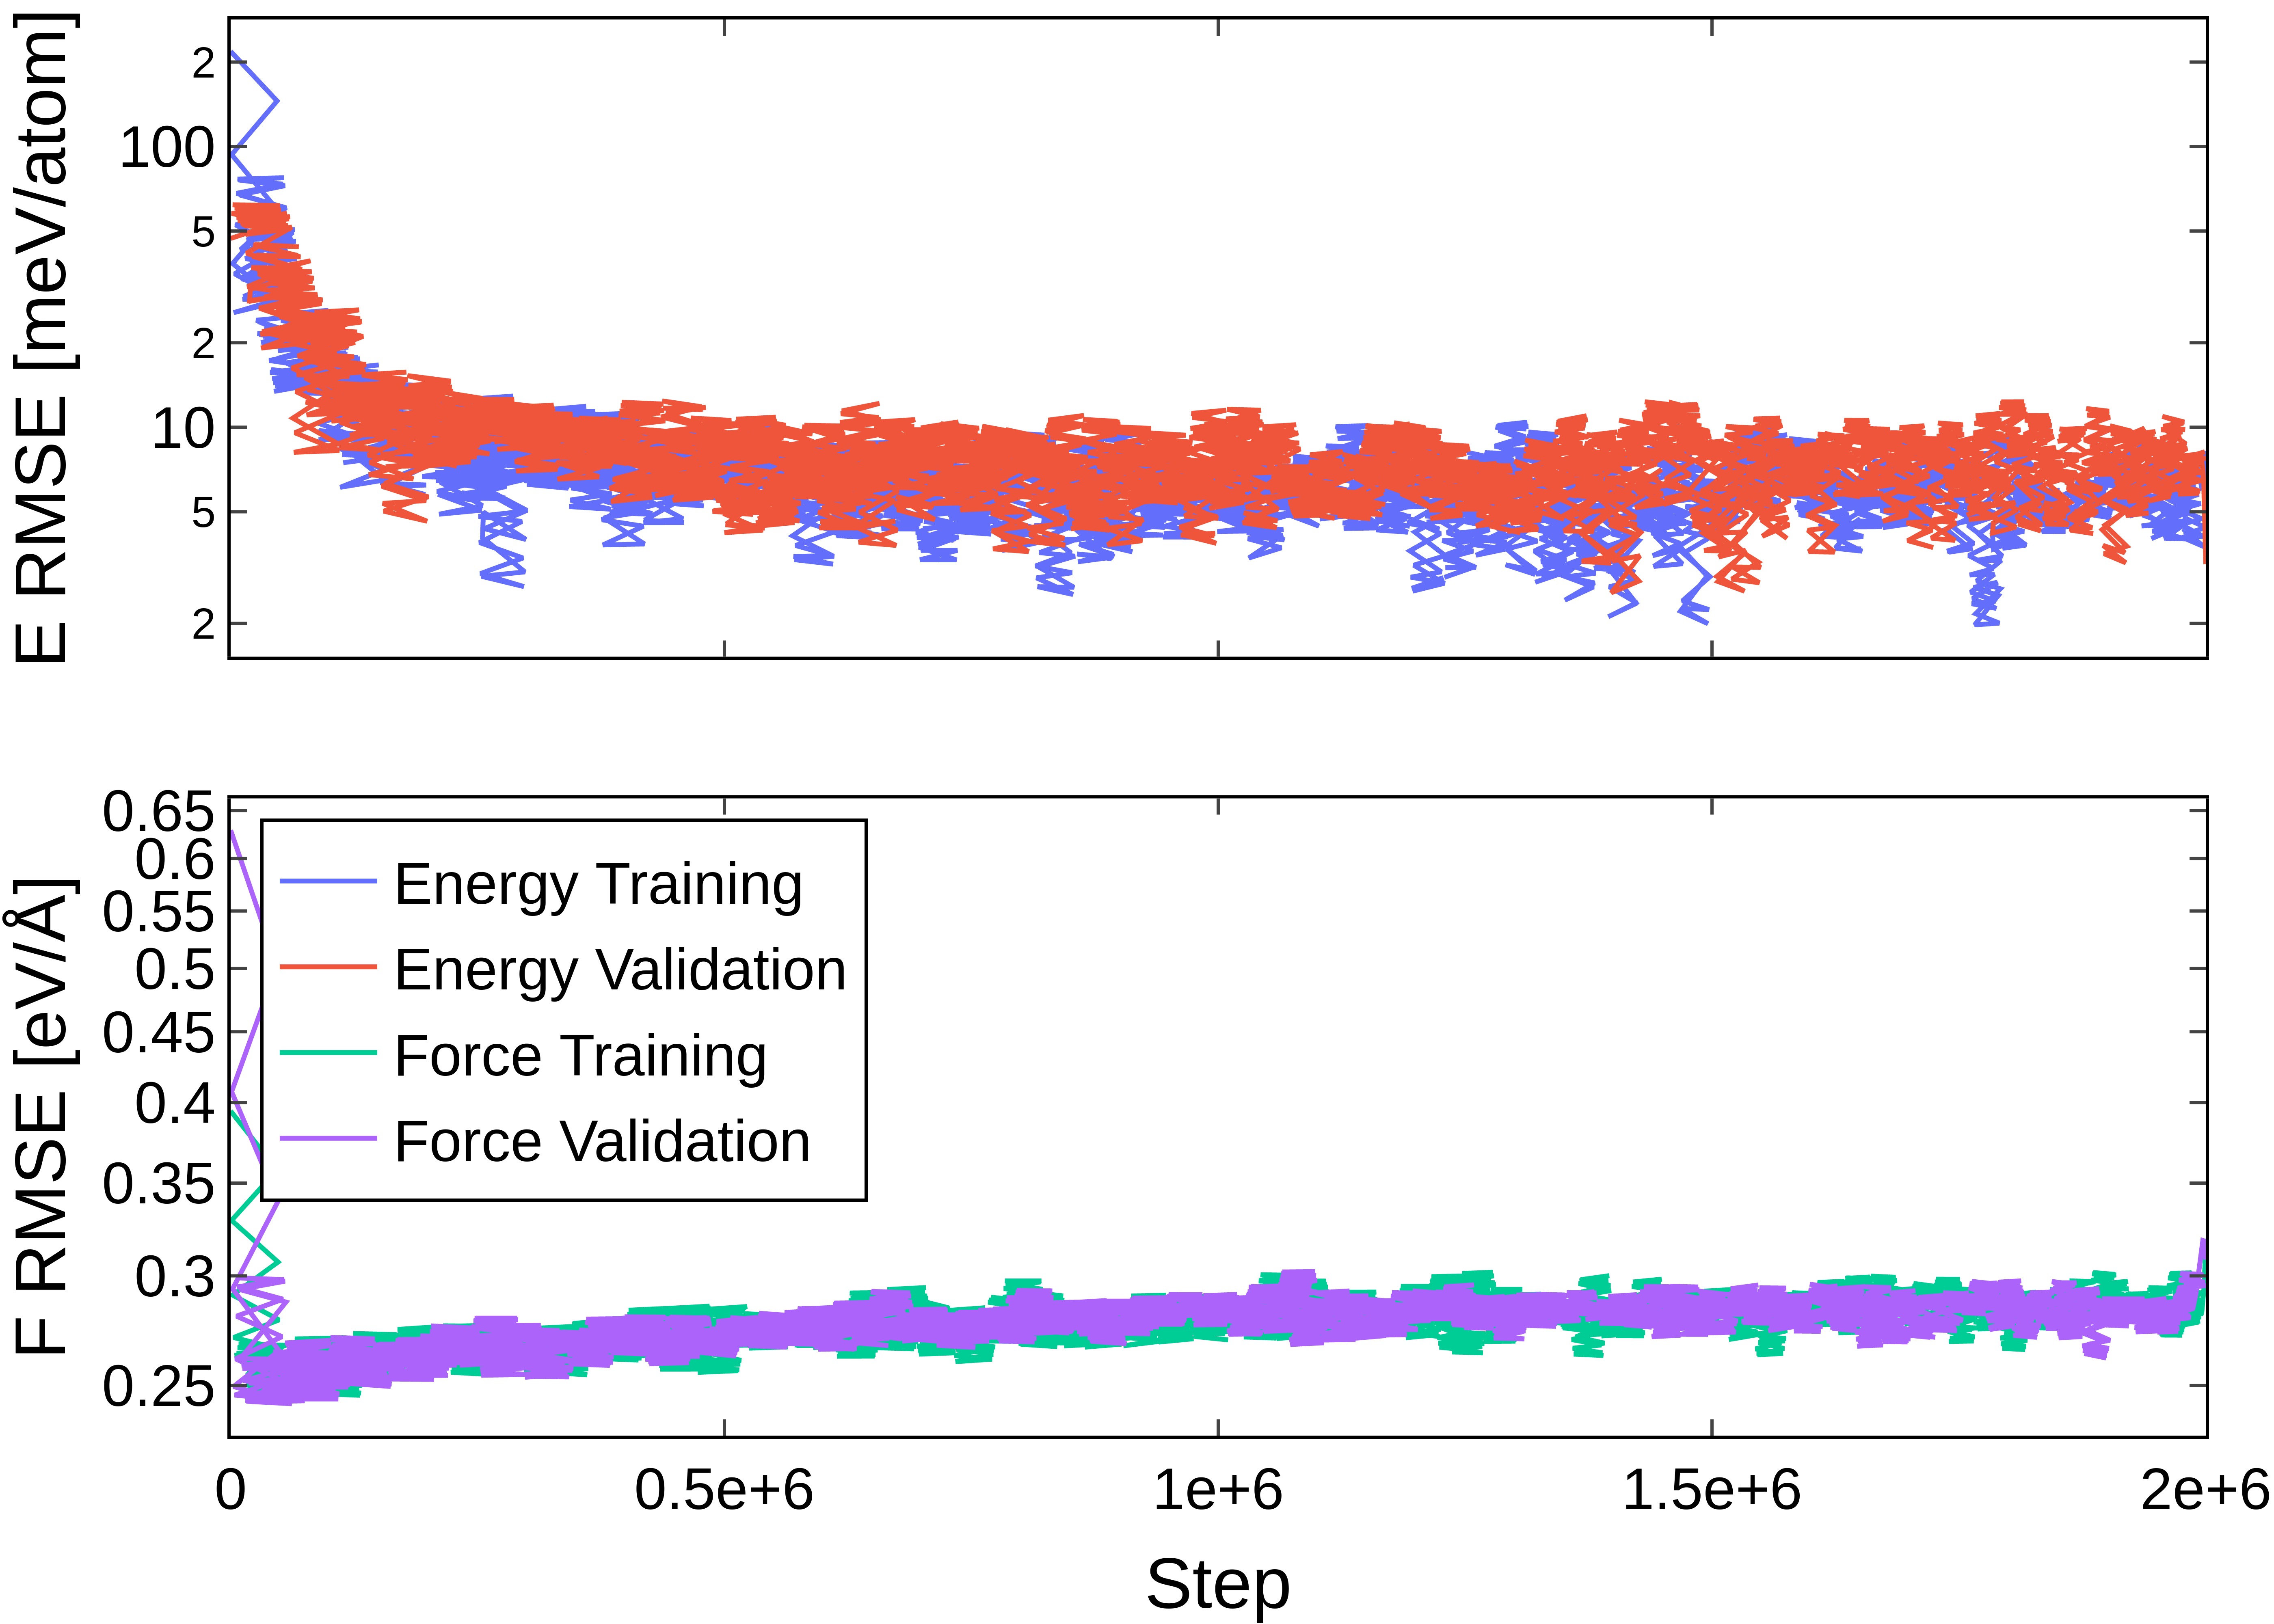 E RMSE [meV/atom]
2
100
5
2
10
5
2
F RMSE [eV/Å]
0.65
0.6
0.55
0.5
0.45
0.4
0.35
0.3
0.25
Energy Training
Energy Validation
Force Training
Force Validation
0 0.5e+6 1e+6 1.5e+6 2e+6
Step